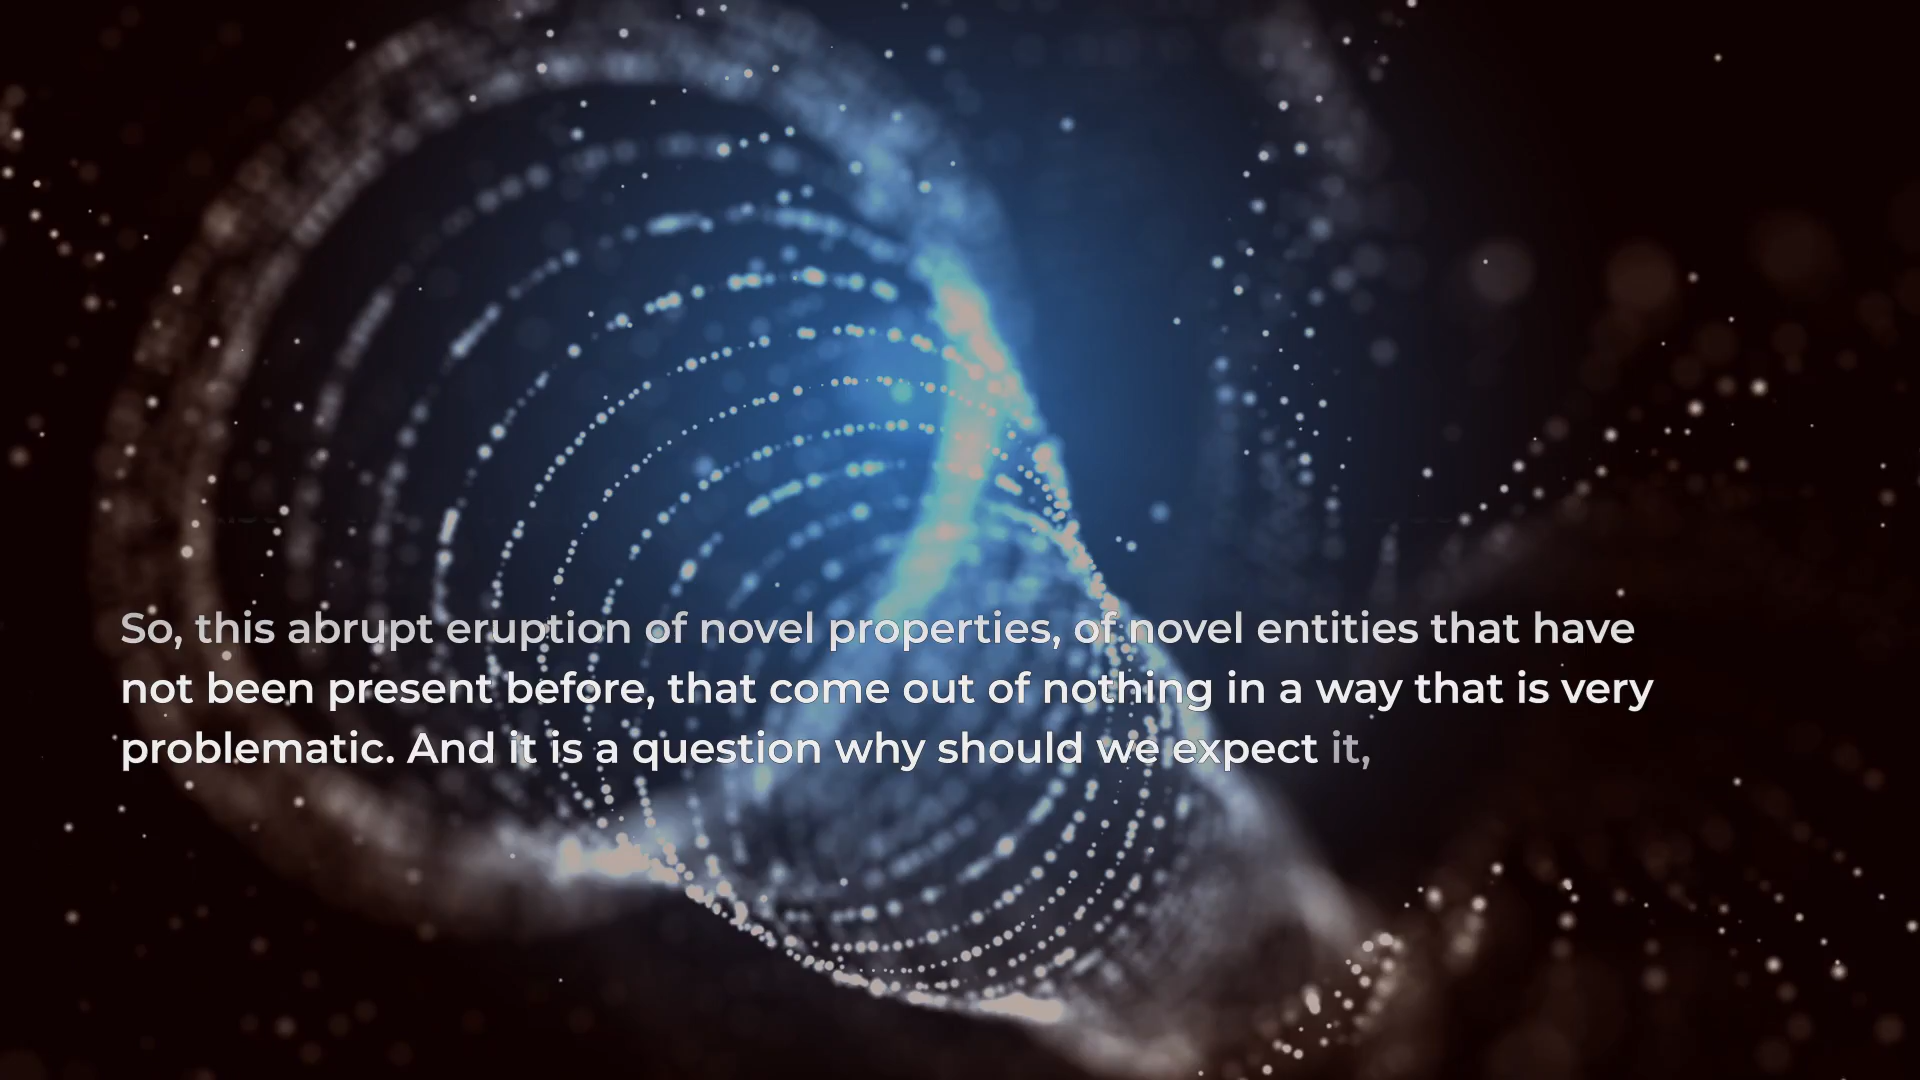 So, this abrupt eruption of novel properties, of novel entities that have
not been present before, that come out of nothing in a way that is very
problematic. And it is a question why should we expect it,